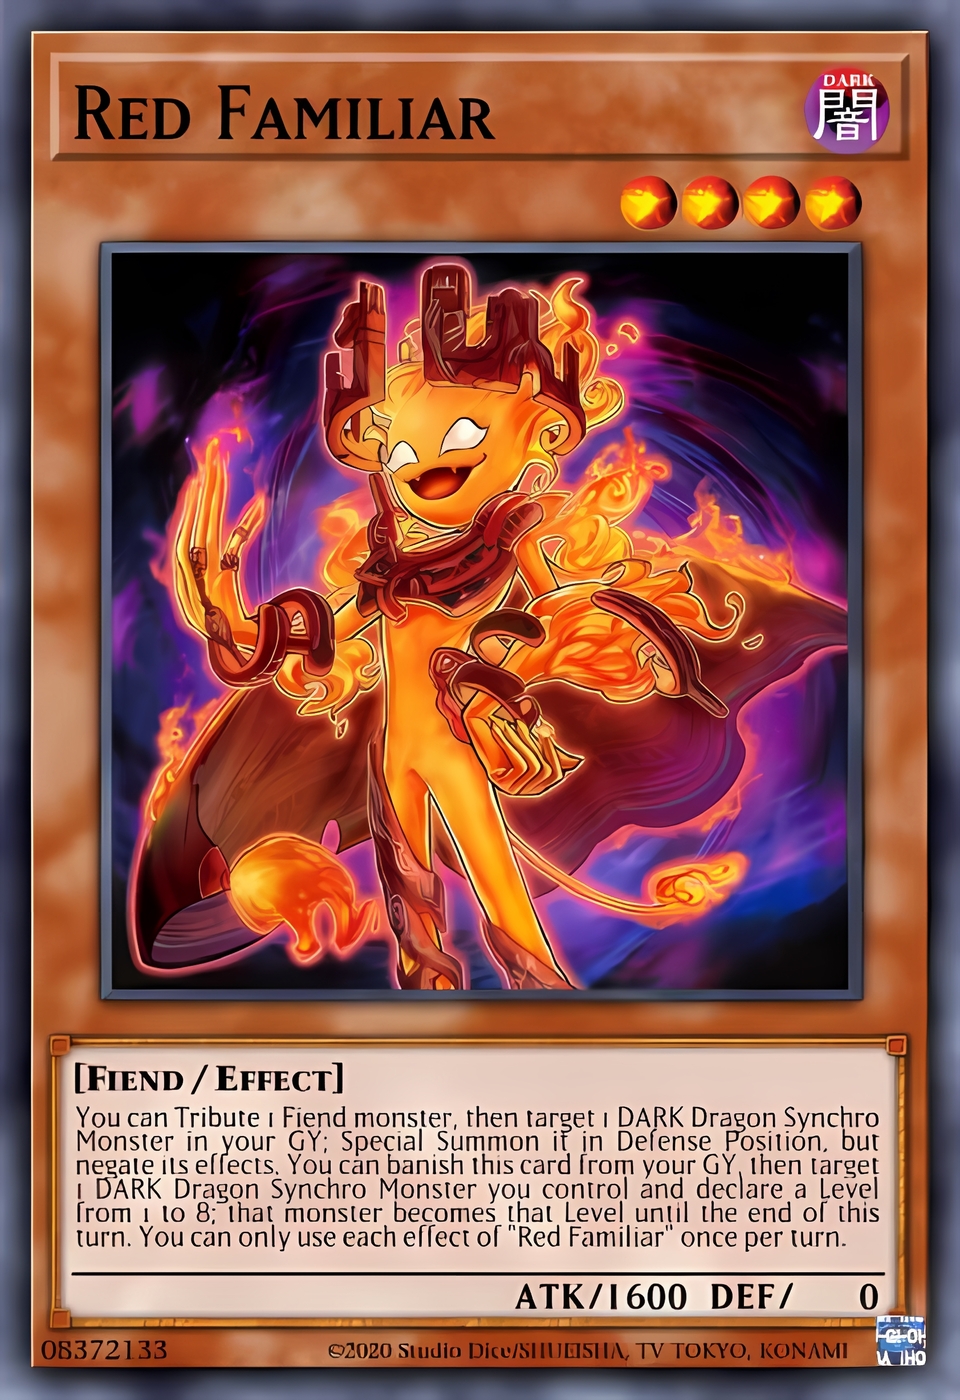 RED FAMILIAR
DARK
闇
[FIEND / EFFECT]
You can Tribute 1 Fiend monster, then target 1 DARK Dragon Synchro
Monster in your GY; Special Summon it in Defense Position, but
negate its effects. You can banish this card from your GY, then target
1 DARK Dragon Synchro Monster you control and declare a Level
from 1 to 8; that monster becomes that Level until the end of this
turn. You can only use each effect of "Red Familiar" once per turn.
ATK/1600 DEF/ 0
08372133 ©2020 Studio Dice/SHUEISHA, TV TOKYO, KONAMI